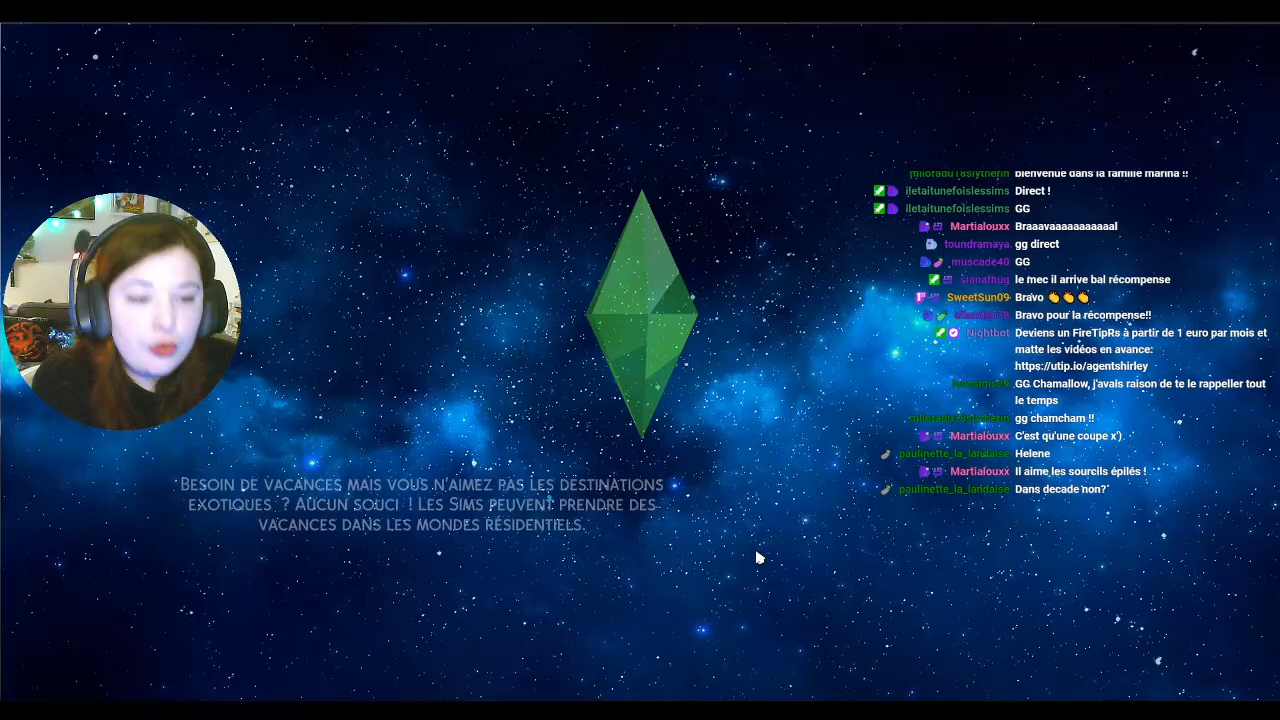 Bienvenue dans la famille marina !!
iletaitunefoislessims Direct !
iletaitunefoislessims GG
Martialouxx Braaavaaaaaaaaaaal
toundramaya gg direct
muscade40 GG
sianathug le mec il arrive bal récompense
SweetSun09 Bravo 👏👏👏
Bravo pour la récompense!!
Nightbot Deviens un FireTipRs à partir de 1 euro par mois et
matte les vidéos en avance:
https://utip.io/agentshirley
GG Chamallow, j'avais raison de te le rappeller tout
le temps
gg chamcham !!
Martialouxx C'est qu'une coupe x')
paulinette_la_landaise Helene
Martialouxx Il aime les sourcils épilés !
paulinette_la_landaise Dans decade non?
Besoin de vacances mais vous n'aimez pas les destinations
exotiques ? Aucun souci ! Les Sims peuvent prendre des
vacances dans les mondes résidentiels.